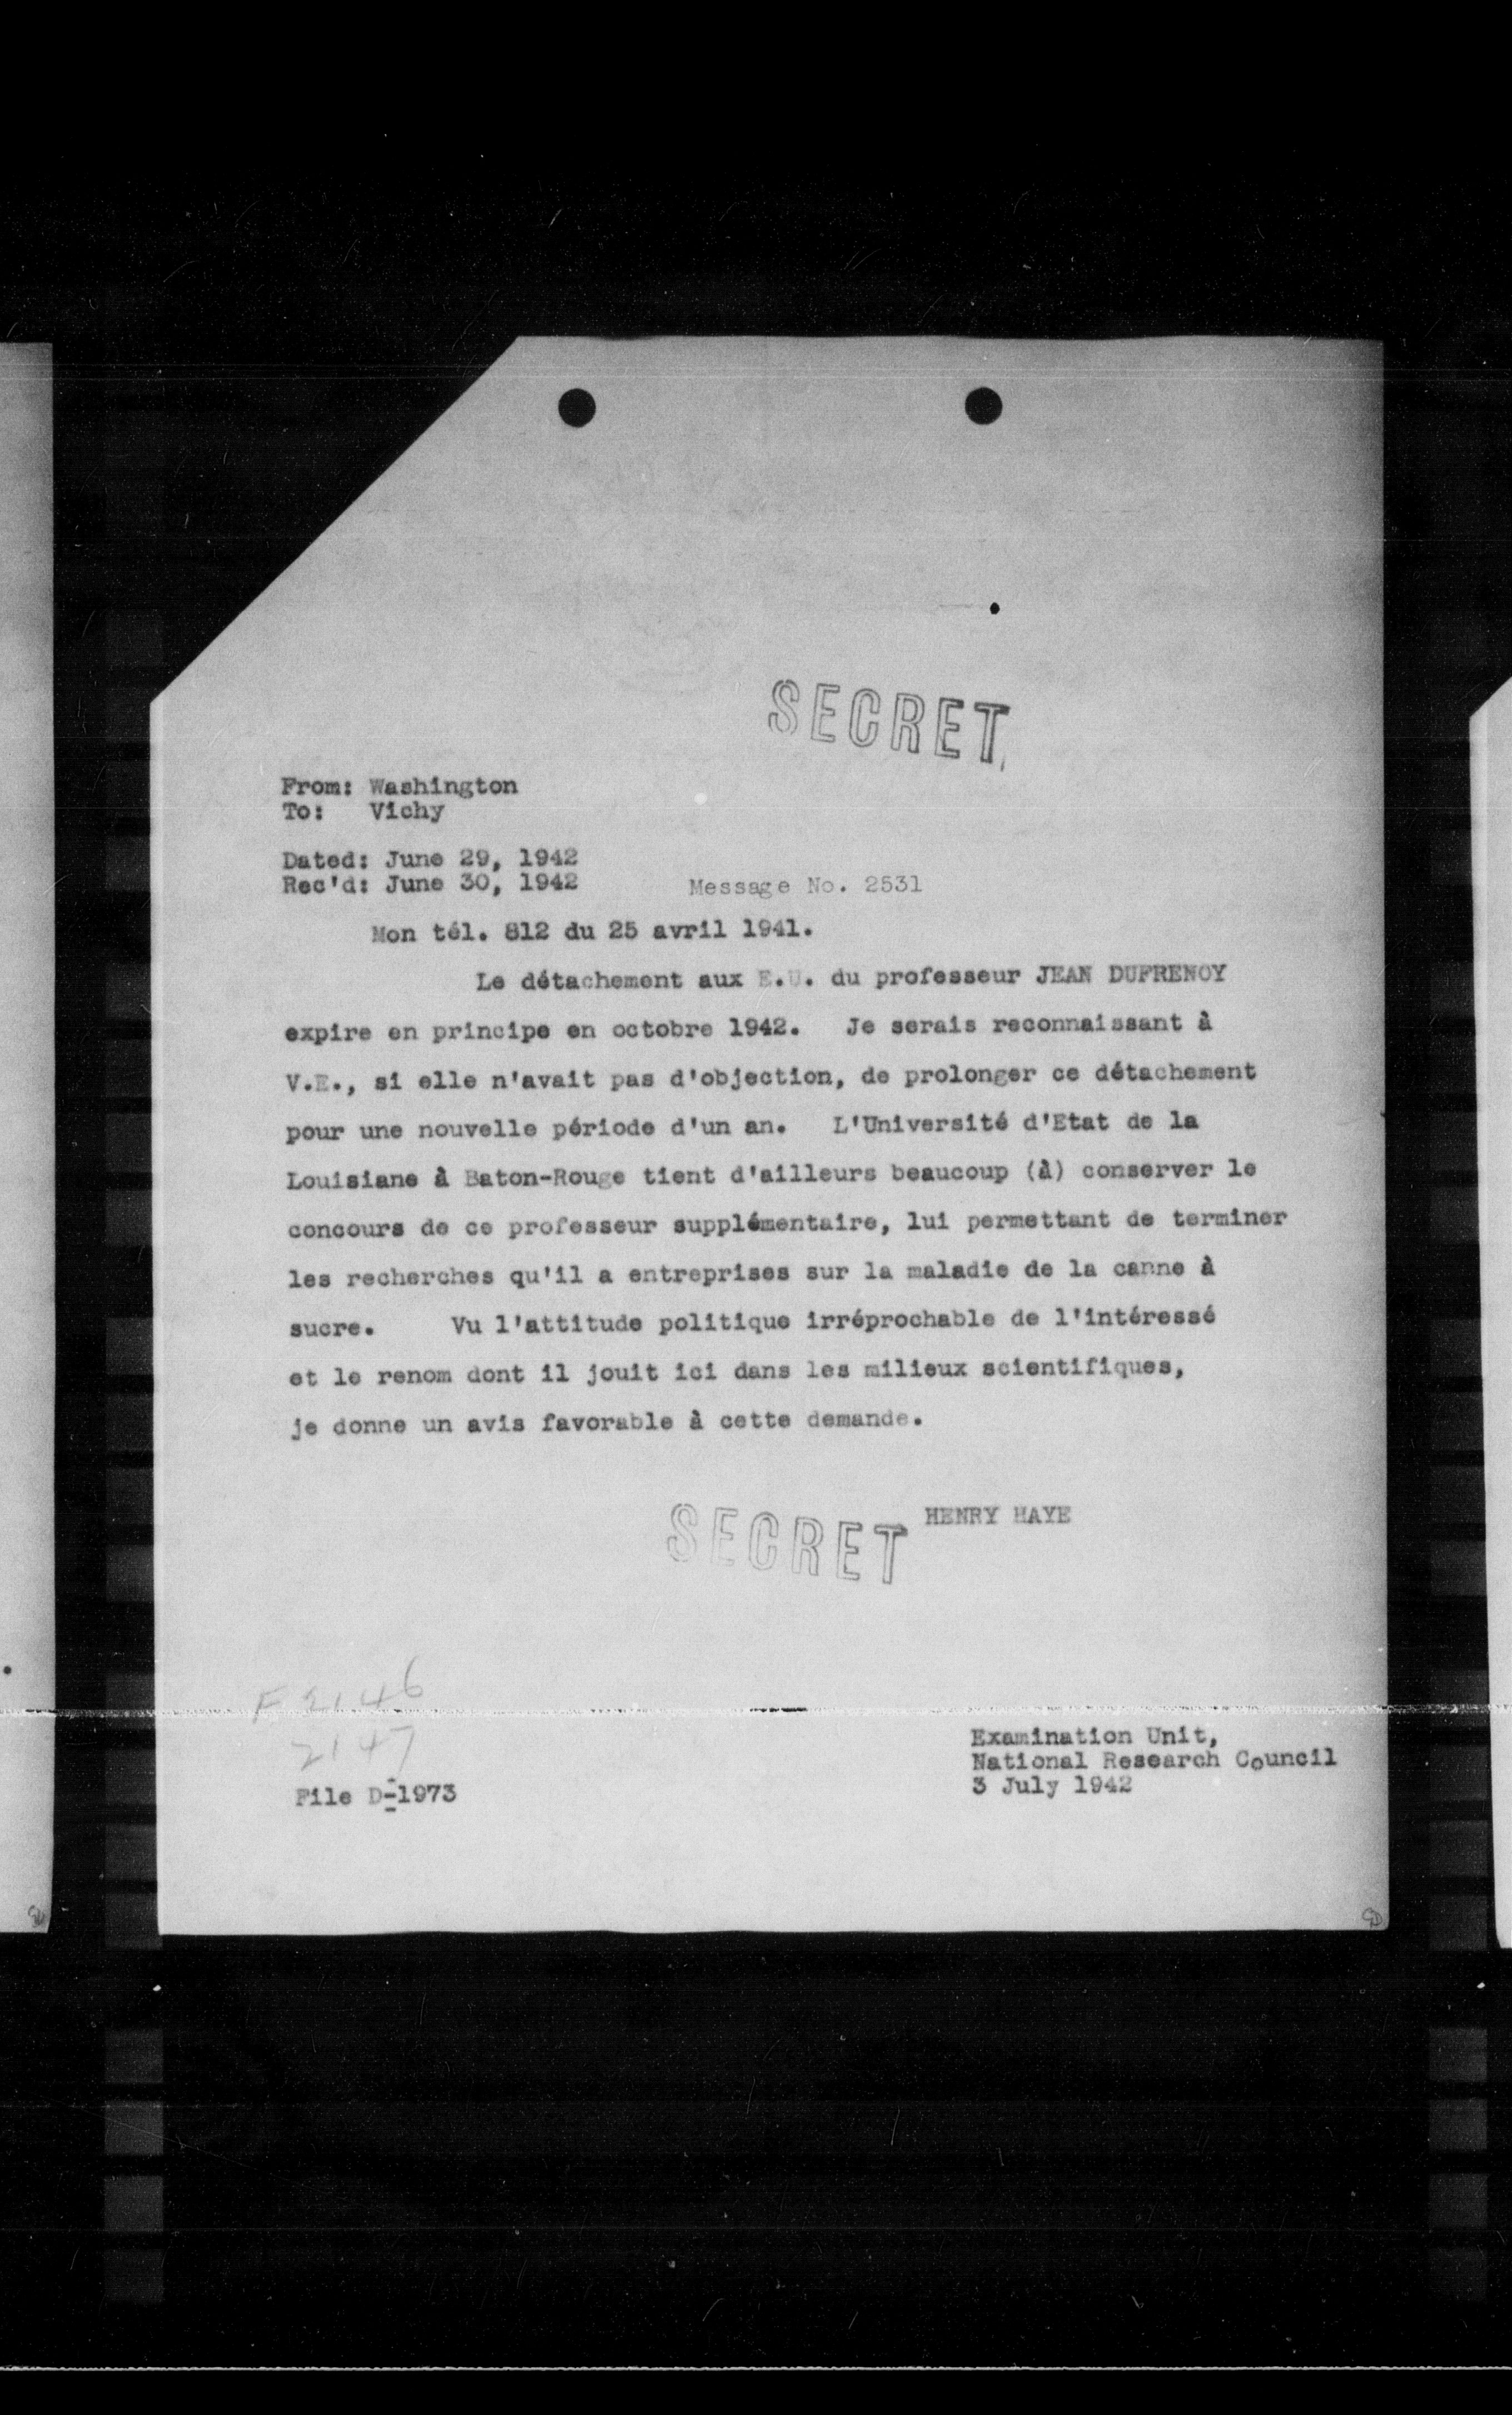 SECRET
From: Washington
To: Vichy
Dated: June 29, 1942
Rec'd: June 30, 1942 Message No. 2531
Mon tél. 812 du 25 avril 1941.
Le détachement aux E.U. du professeur JEAN DUFRENOY
expire en principe en octobre 1942. Je serais reconnaissant à
V.E., si elle n'avait pas d'objection, de prolonger ce détachement
pour une nouvelle période d'un an. L'Université d'Etat de la
Louisiane à Baton-Rouge tient d'ailleurs beaucoup (à) conserver le
concours de ce professeur supplémentaire, lui permettant de terminer
les recherches qu'il a entreprises sur la maladie de la canne à
sucre. Vu l'attitude politique irréprochable de l'intéressé
et le renom dont il jouit ici dans les milieux scientifiques,
je donne un avis favorable à cette demande.
HENRY HAYE
SECRET
F 2146
2147
File D-1973
Examination Unit,
National Research Council
3 July 1942